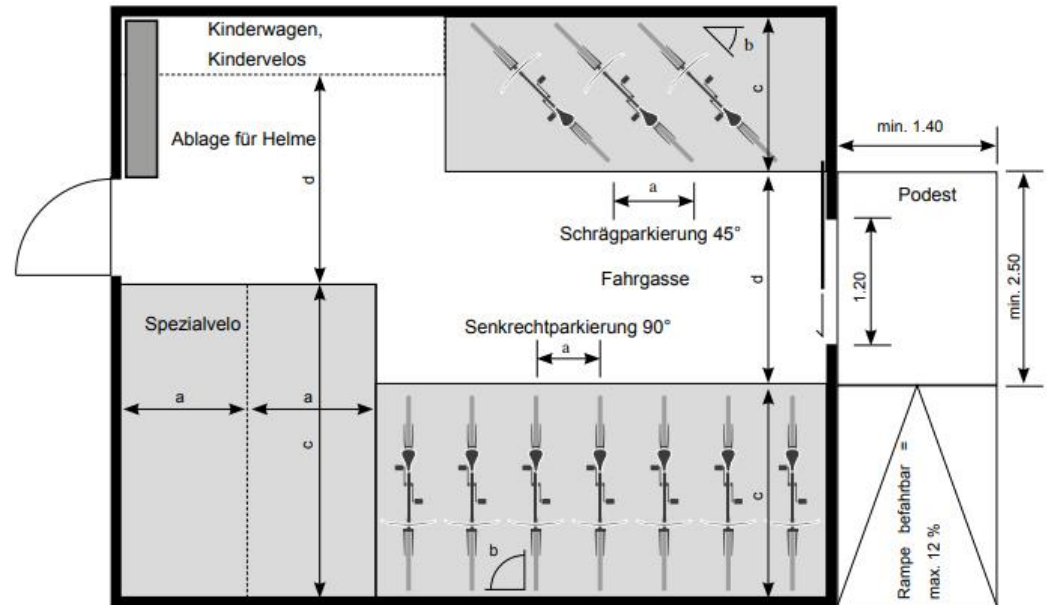 Kinderwagen,
Kindervelos
b
c
min. 1.40
Ablage für Helme
d
a
Podest
Schrägparkierung 45°
Fahrgasse
d
1.20
min. 2.50
Spezialvelo
Senkrechtparkierung 90°
a
a
a
c
c
b
Rampe befahrbar =
max. 12 %